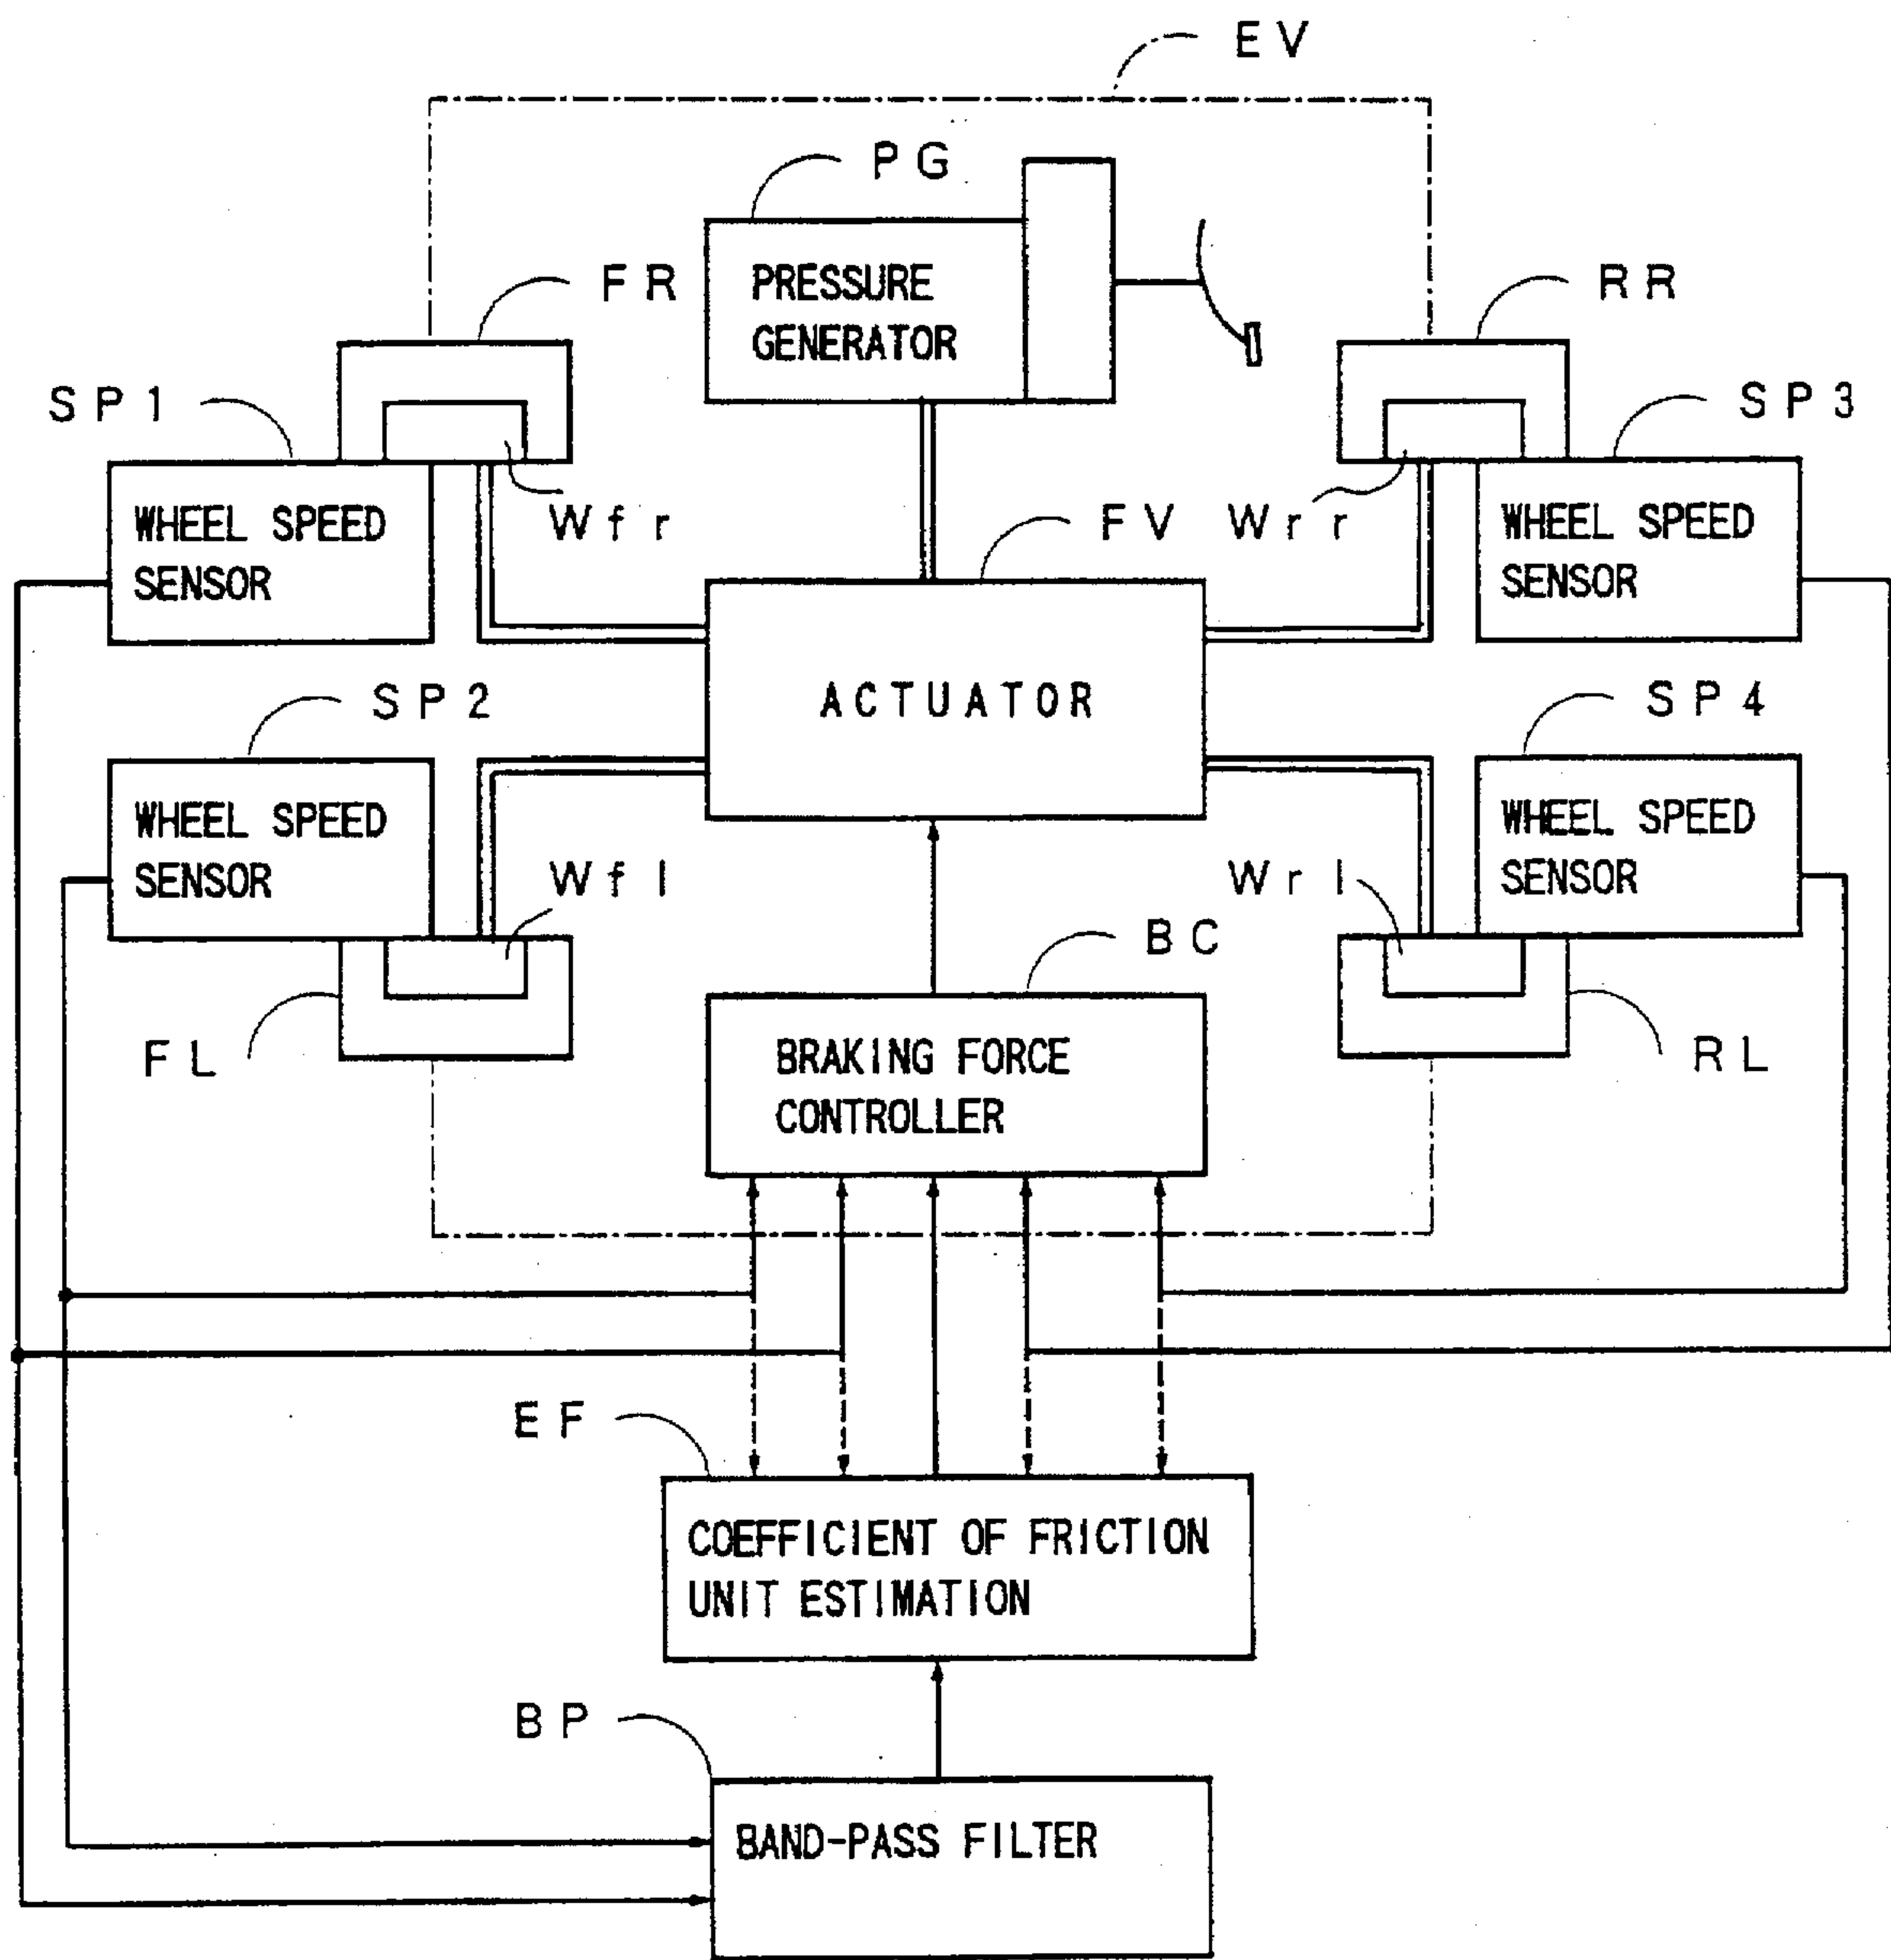 EV
PG
FR
PRESSURE
GENERATOR
RR
SP1
SP3
WHEEL SPEED
SENSOR
Wfr
FV
Wrr
WHEEL SPEED
SENSOR
SP2
ACTUATOR
SP4
WHEEL SPEED
SENSOR
Wfl
Wrl
WHEEL SPEED
SENSOR
BC
FL
BRAKING FORCE
CONTROLLER
RL
EF
COEFFICIENT OF FRICTION
UNIT ESTIMATION
BP
BAND-PASS FILTER